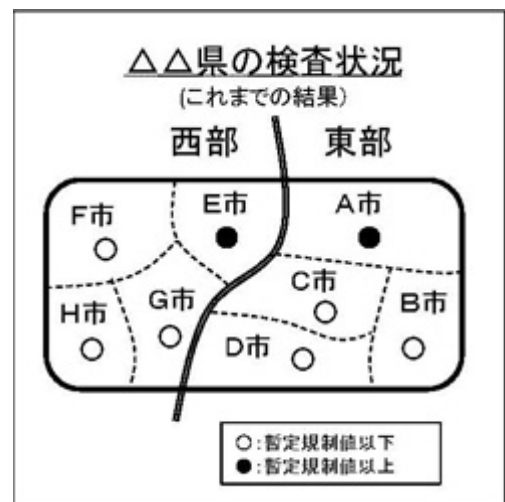 △△県の検査状況
(これまでの結果)
西部 東部
F市
E市
A市
H市
G市
C市
B市
D市
○:暫定規制値以下
●:暫定規制値以上